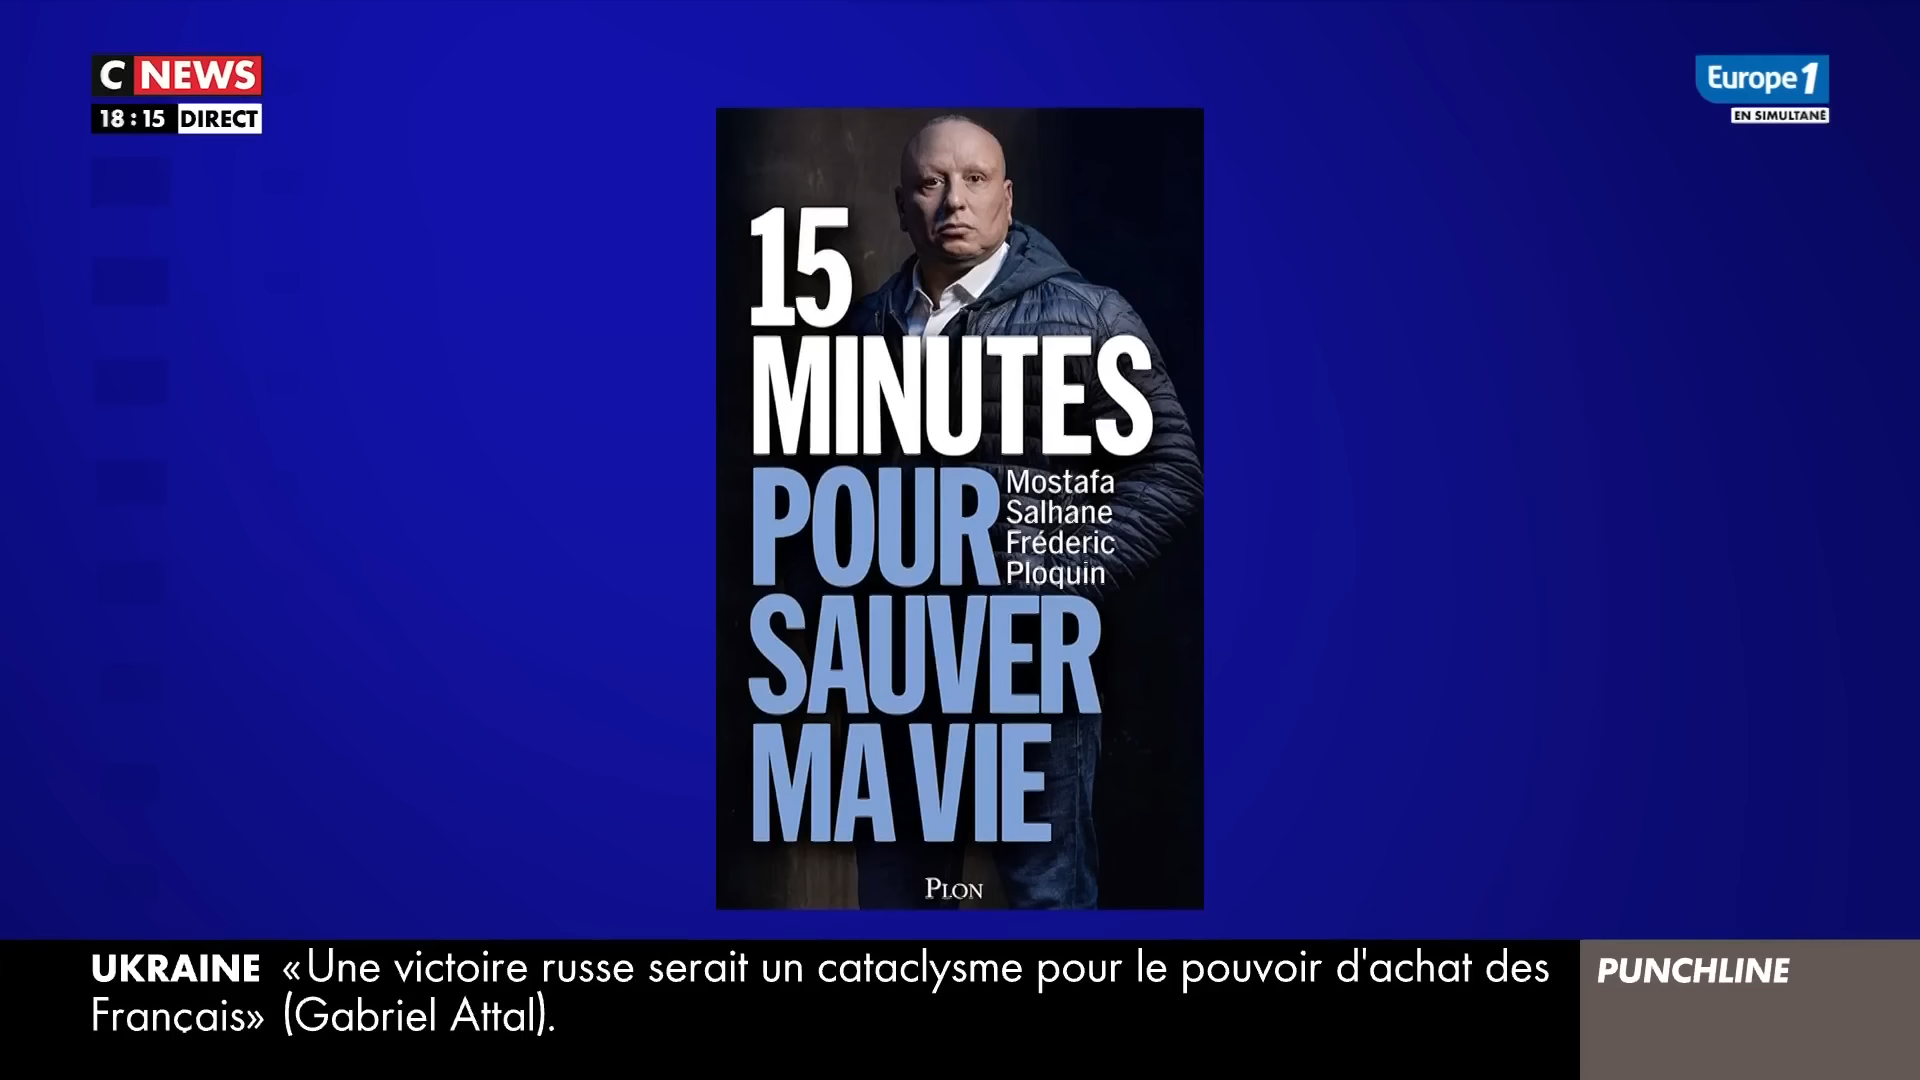 C NEWS
18:15 DIRECT
Europe 1
EN SIMULTANÉ
15
MINUTES
POUR
Mostafa
Salhane
Fréderic
Ploquin
SAUVER
MA VIE
PLON
UKRAINE «Une victoire russe serait un cataclysme pour le pouvoir d'achat des
Français» (Gabriel Attal).
PUNCHLINE